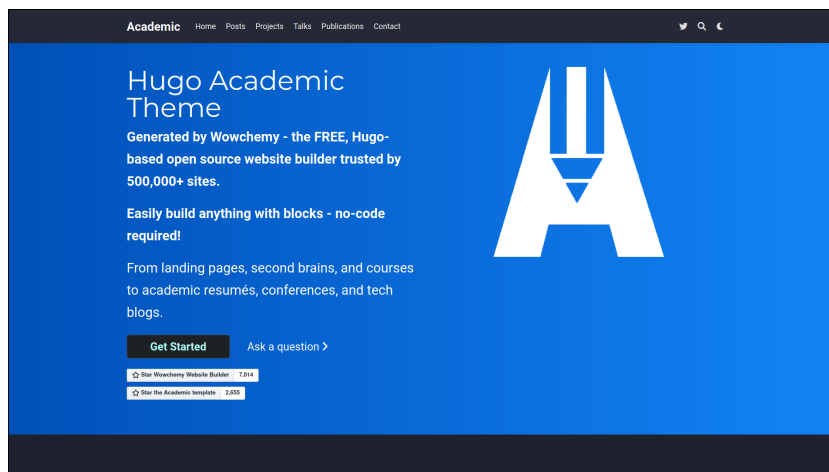 Academic Home Posts Projects Talks Publications Contact
Hugo Academic
Theme
Generated by Wowchemy - the FREE, Hugo-
based open source website builder trusted by
500,000+ sites.
Easily build anything with blocks - no-code
required!
From landing pages, second brains, and courses
to academic resumés, conferences, and tech
blogs.
Get Started Ask a question
Star Wowchemy Website Builder 7,014
Star the Academic template 2,655